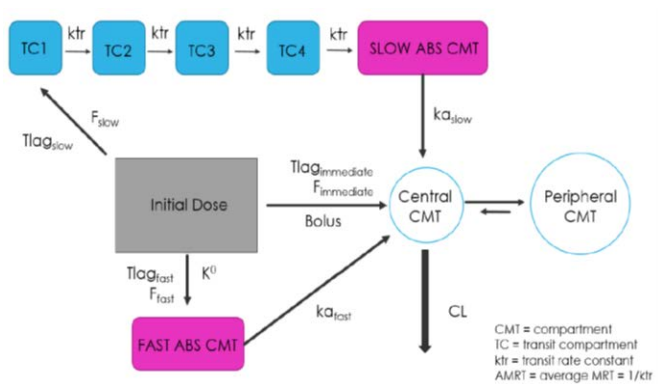 ktr ktr ktr ktr
TC1 TC2 TC3 TC4 SLOW ABS CMT
Fslow
Tlagslow
kaslow
Tlagimmediate
Fimmediate
Initial Dose
Bolus
Central
CMT
Peripheral
CMT
Tlagfast K⁰
Ffast
kafast
CL
FAST ABS CMT
CMT = compartment
TC = transit compartment
ktr = transit rate constant
AMRT = average MRT = 1/ktr